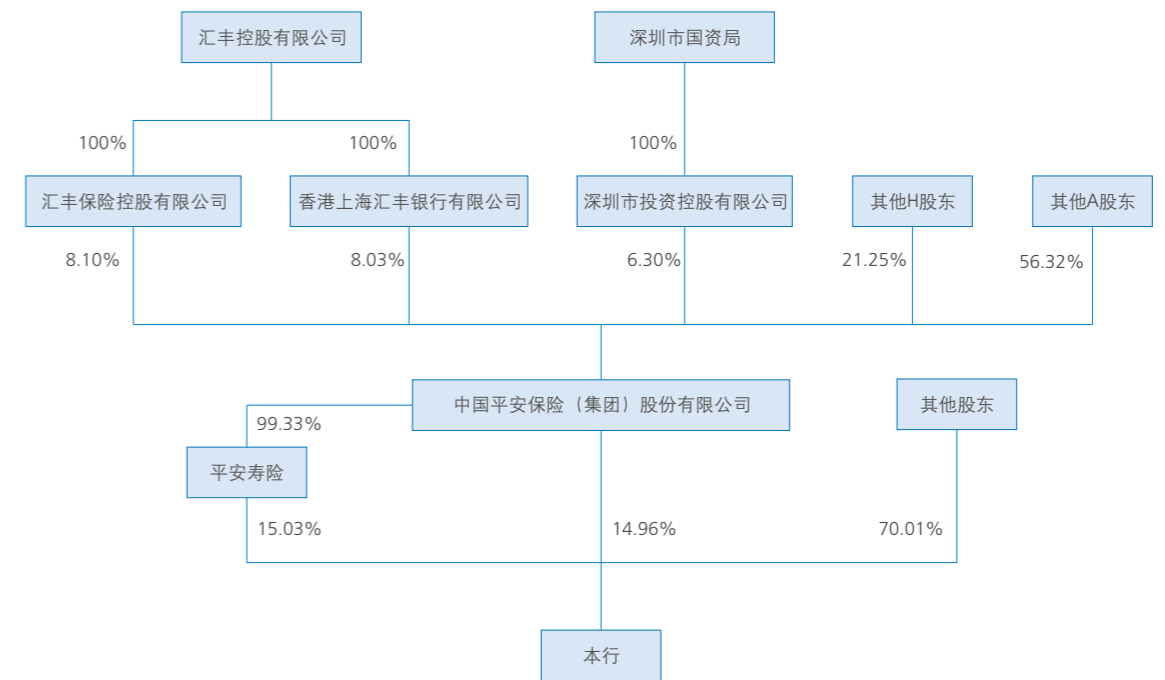 汇丰控股有限公司
深圳市国资局
100%
100%
100%
汇丰保险控股有限公司
香港上海汇丰银行有限公司
深圳市投资控股有限公司
其他H股东
其他A股东
8.10%
8.03%
6.30%
21.25%
56.32%
中国平安保险（集团）股份有限公司
其他股东
99.33%
平安寿险
15.03%
14.96%
70.01%
本行